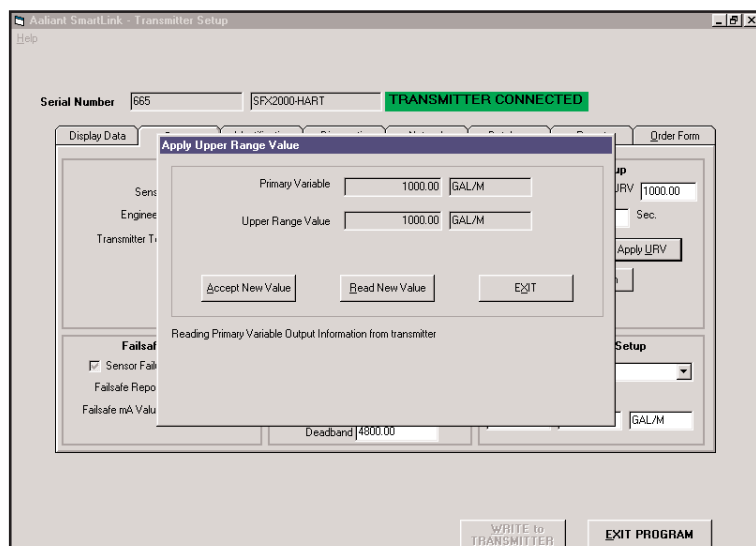 Aaliant SmartLink - Transmitter Setup
Help
Serial Number 665 SFX2000-HART TRANSMITTER CONNECTED
Display Data Order Form
Apply Upper Range Value
Primary Variable 1000.00 GAL/M
Upper Range Value 1000.00 GAL/M
Accept New Value Read New Value EXIT
Reading Primary Variable Output Information from transmitter
Sens
Enginee
Transmitter T
URV 1000.00
Sec.
Apply URV
Failsaf
Setup
Sensor Fail
Failsafe Repo
Failsafe mA Valu
GAL/M
Deadband 4800.00
WRITE to
TRANSMITTER
EXIT PROGRAM